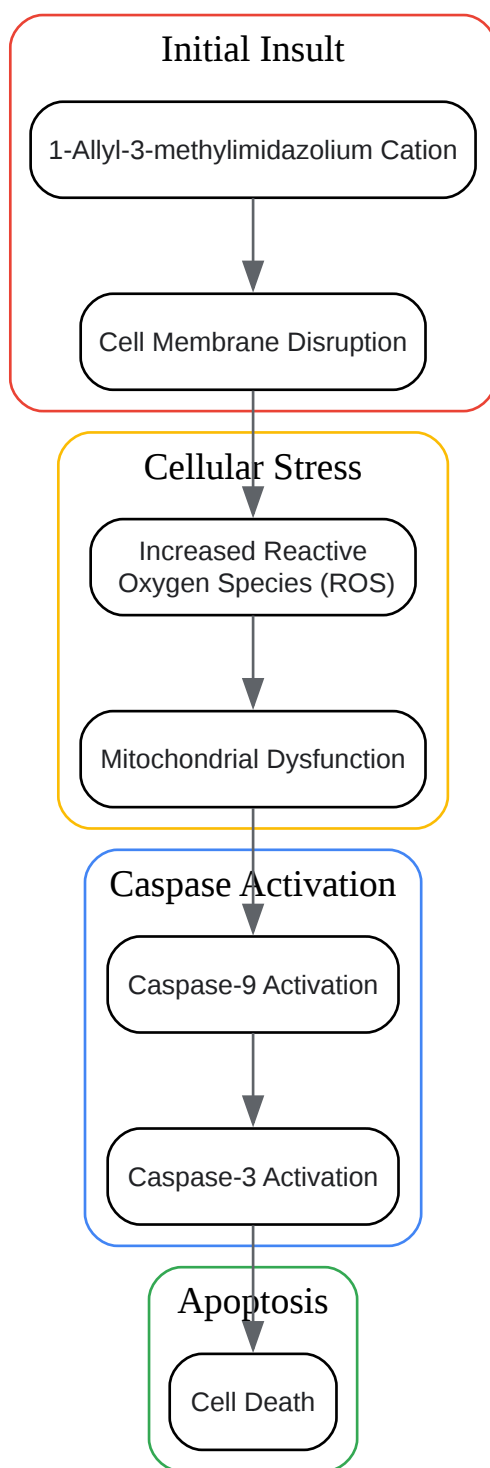 Initial Insult
1-Allyl-3-methylimidazolium Cation
Cell Membrane Disruption
Cellular Stress
Increased Reactive
Oxygen Species (ROS)
Mitochondrial Dysfunction
Caspase Activation
Caspase-9 Activation
Caspase-3 Activation
Apoptosis
Cell Death